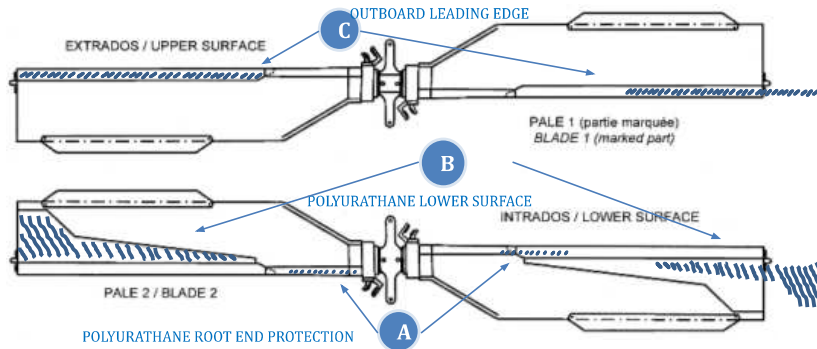 OUTBOARD LEADING EDGE
C
EXTRADOS / UPPER SURFACE
PALE 1 (partie marquée)
BLADE 1 (marked part)
B
POLYURATHANE LOWER SURFACE
INTRADOS / LOWER SURFACE
PALE 2 / BLADE 2
A
POLYURATHANE ROOT END PROTECTION